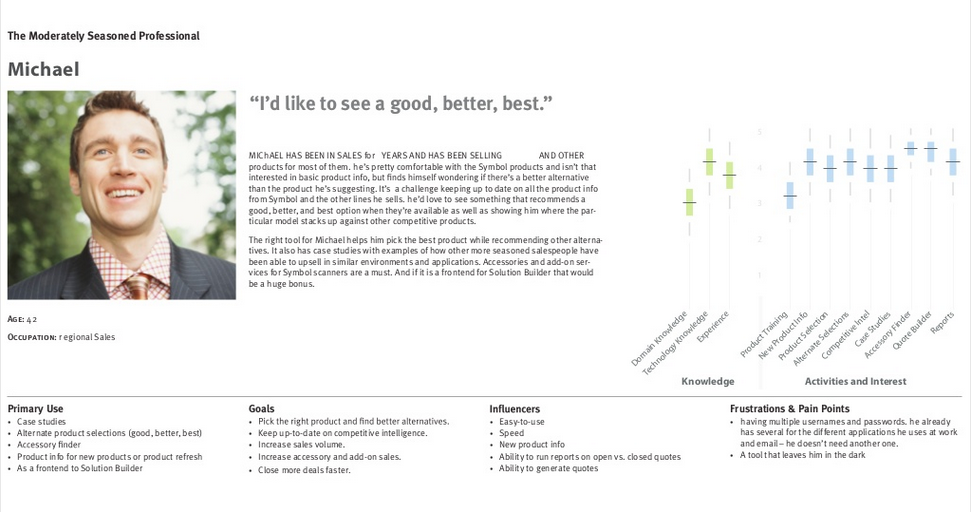 The Moderately Seasoned Professional
Michael
“I’d like to see a good, better, best.”
MIChAEL HAS BEEN IN SALES for YEARS AND HAS BEEN SELLING AND OTHER
products for most of them. he’s pretty comfortable with the Symbol products and isn’t that
interested in basic product info, but finds himself wondering if there’s a better alternative
than the product he’s suggesting. It’s a challenge keeping up to date on all the product info
from Symbol and the other lines he sells. he’d love to see something that recommends a
good, better, and best option when they’re available as well as showing him where the par-
ticular model stacks up against other competitive products.
The right tool for Michael helps him pick the best product while recommending other alterna-
tives. It also has case studies with examples of how other more seasoned salespeople have
been able to upsell in similar environments and applications. Accessories and add-on ser-
vices for Symbol scanners are a must. And if it is a frontend for Solution Builder that would
be a huge bonus.
AGE: 42
OCCUPATION: regional Sales
5
4
3
2
1
Domain Knowledge
Technology Knowledge
Experience
Product Training
New Product Info
Product Selection
Alternate Selections
Competitive Intel
Case Studies
Accessory Finder
Quote Builder
Reports
Knowledge
Activities and Interest
Primary Use
• Case studies
• Alternate product selections (good, better, best)
• Accessory finder
• Product info for new products or product refresh
• As a frontend to Solution Builder
Goals
• Pick the right product and find better alternatives.
• Keep up-to-date on competitive intelligence.
• Increase sales volume.
• Increase accessory and add-on sales.
• Close more deals faster.
Influencers
• Easy-to-use
• Speed
• New product info
• Ability to run reports on open vs. closed quotes
• Ability to generate quotes
Frustrations & Pain Points
• having multiple usernames and passwords. he already
has several for the different applications he uses at work
and email– he doesn’t need another one.
• A tool that leaves him in the dark